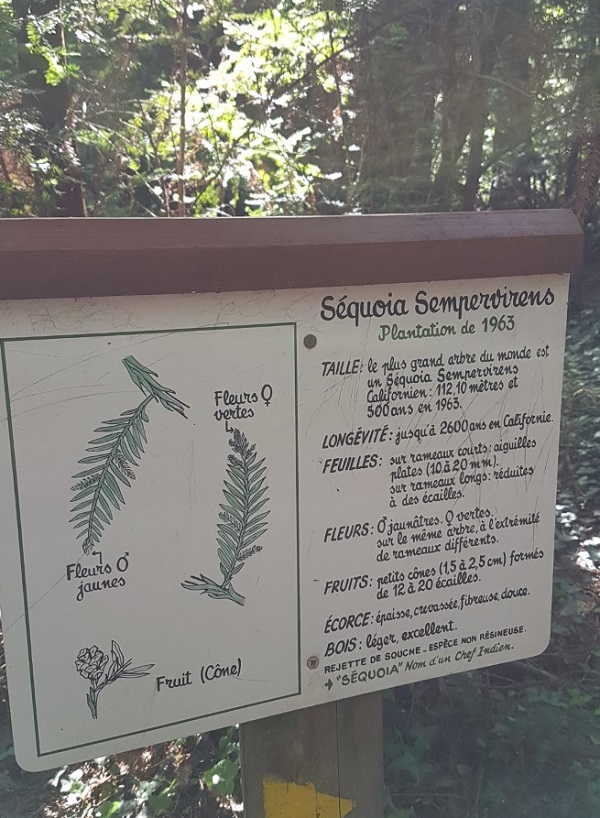 Séquoia Sempervirens
Plantation de 1963
Fleurs ♀
vertes
Fleurs ♂
jaunes
Fruit (Cône)
TAILLE: le plus grand arbre du monde est
un Séquoia Sempervirens
Californien: 112,10 mètres et
500 ans en 1963.
LONGÉVITÉ: jusqu'à 2600 ans en Californie.
FEUILLES: sur rameaux courts: aiguilles
plates (10 à 20 mm).
sur rameaux longs: réduites
à des écailles.
FLEURS: ♂ jaunâtres. ♀ vertes.
sur le même arbre, à l'extrémité
de rameaux différents.
FRUITS: petits cônes (1,5 à 2,5 cm) formés
de 12 à 20 écailles.
ÉCORCE: épaisse, crevassée, fibreuse, douce.
BOIS: léger, excellent.
REJETTE DE SOUCHE - ESPÈCE NON RÉSINEUSE.
→ "SÉQUOIA" Nom d'un Chef Indien.